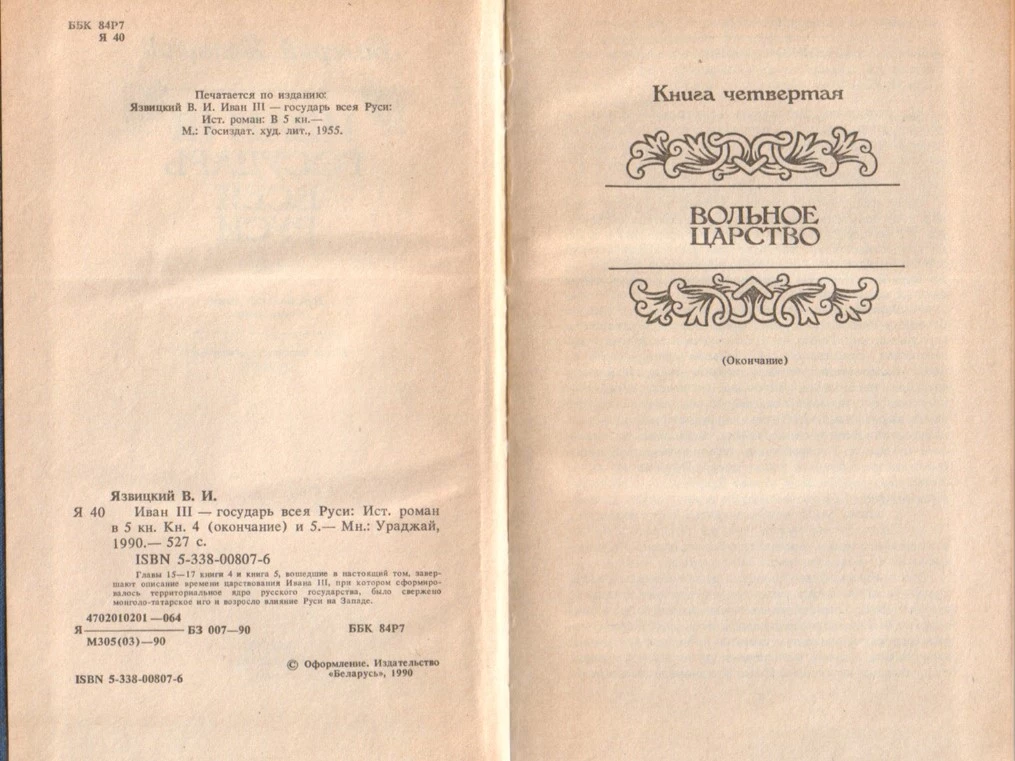 ББК 84Р7
Я 40
Печатается по изданию:
Язвицкий В. И. Иван III — государь всея Руси:
Ист. роман: В 5 кн.—
М.: Госиздат. худ. лит., 1955.
Язвицкий В. И.
Я 40 Иван III — государь всея Руси: Ист. роман
в 5 кн. Кн. 4 (окончание) и 5.— Мн.: Ураджай,
1990.— 527 с.
ISBN 5-338-00807-6
Главы 15—17 книги 4 и книга 5, вошедшие в настоящий том, завер-
шают описание времени царствования Ивана III, при котором сформиро-
валось территориальное ядро русского государства, было свержено
монголо-татарское иго и возросло влияние Руси на Западе.
4702010201—064
Я БЗ 007—90 ББК 84Р7
М305(03)—90
© Оформление. Издательство
«Беларусь», 1990
ISBN 5-338-00807-6
Книга четвертая
ВОЛЬНОЕ
ЦАРСТВО
(Окончание)